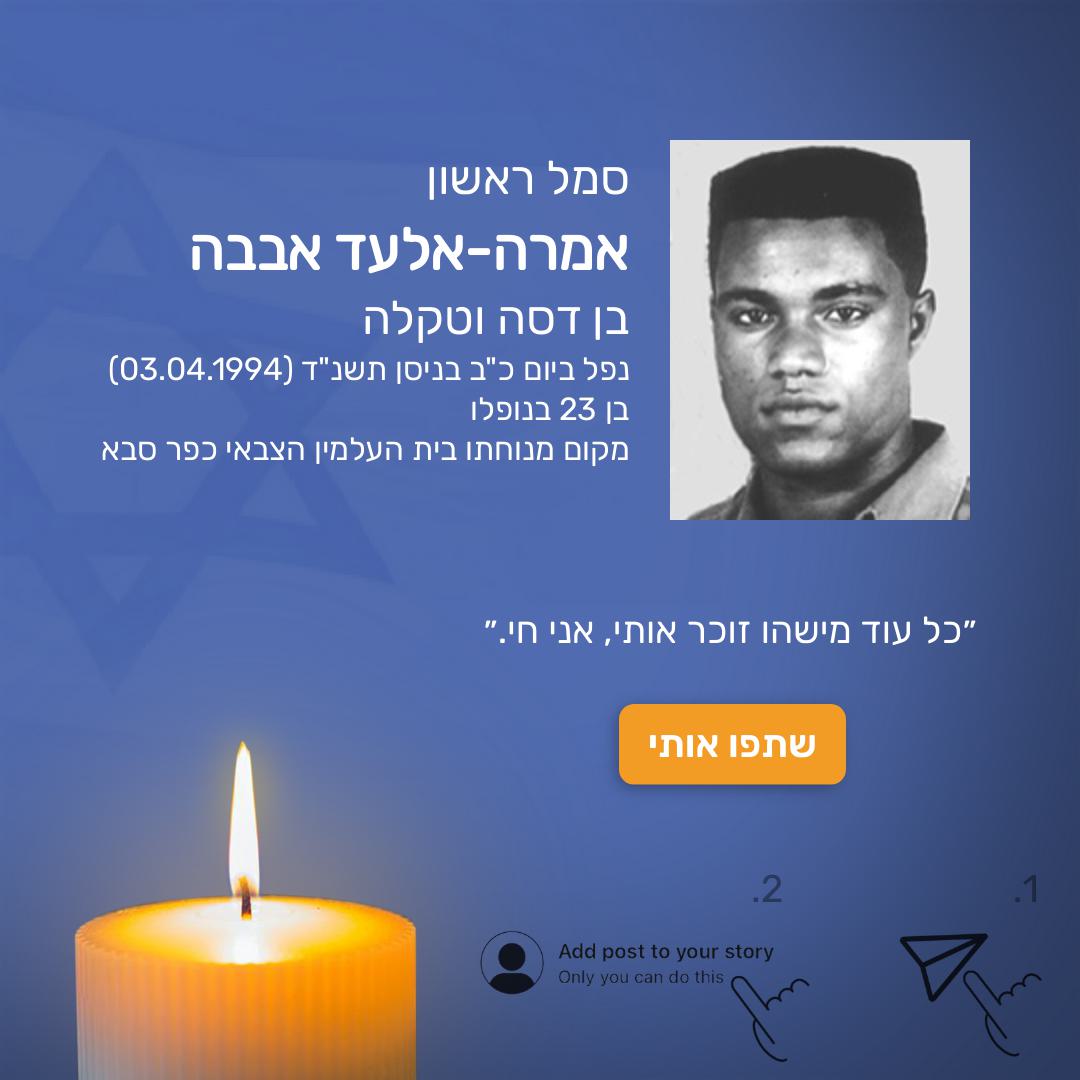 סמל ראשון
אמרה-אלעד אבבה
בן דסה וטקלה
נפל ביום כ"ב בניסן תשנ"ד (03.04.1994)
בן 23 בנופלו
מקום מנוחתו בית העלמין הצבאי כפר סבא
״כל עוד מישהו זוכר אותי, אני חי.״
שתפו אותי
.1
.2
Add post to your story
Only you can do this